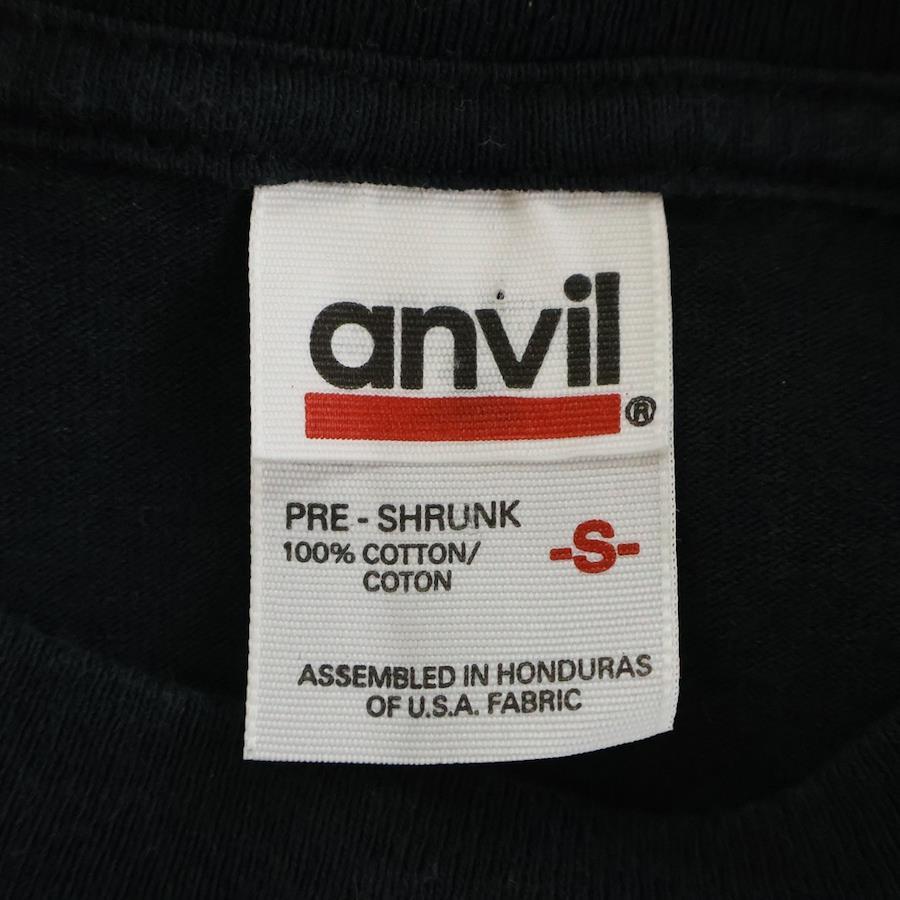 anvil
®
PRE - SHRUNK
100% COTTON/
COTON
-S-
ASSEMBLED IN HONDURAS
OF U.S.A. FABRIC